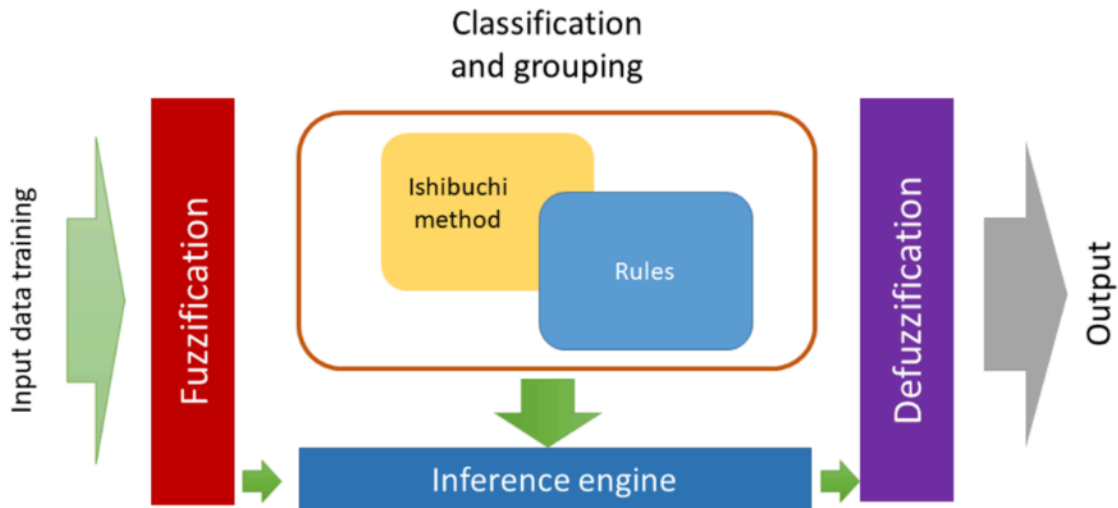 Classification
and grouping
Input data training
Fuzzification
Ishibuchi
method
Rules
Inference engine
Defuzzification
Output